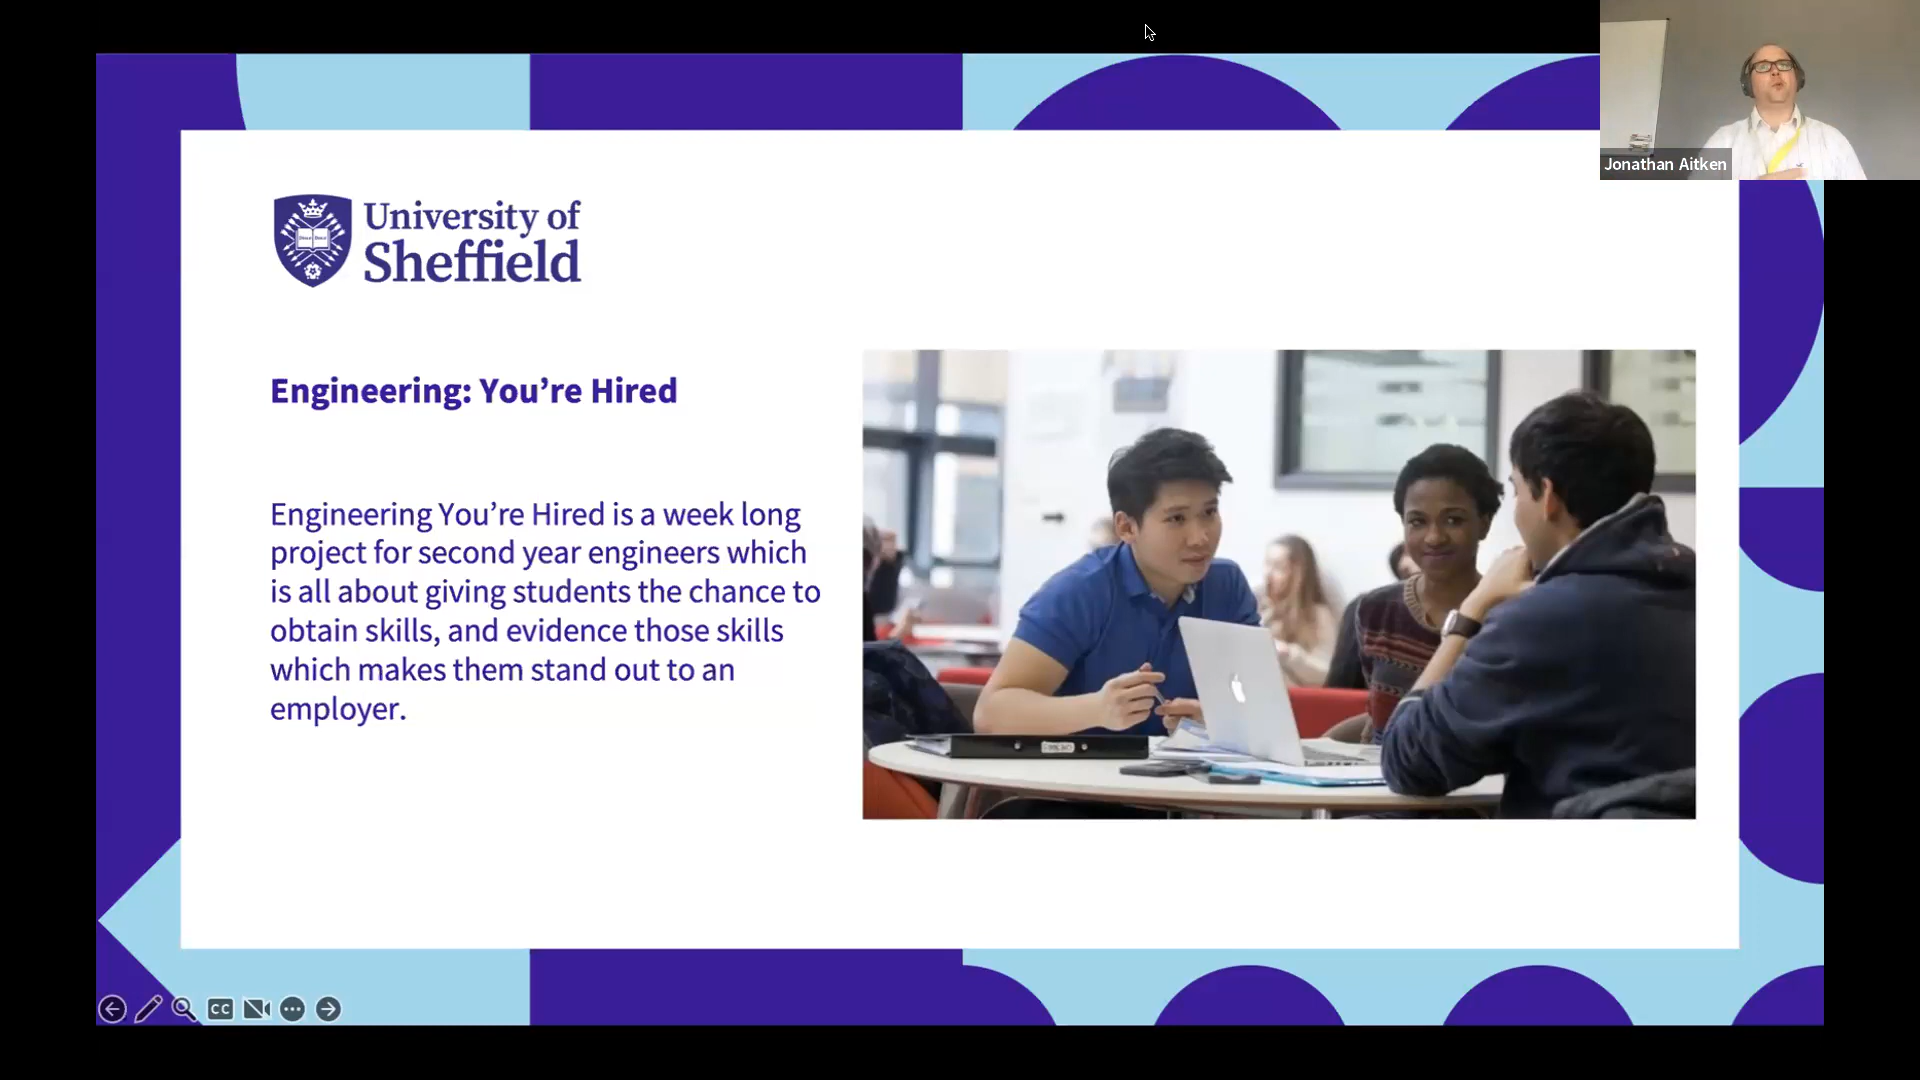 Jonathan Aitken
University of
Sheffield
Engineering: You’re Hired
Engineering You’re Hired is a week long
project for second year engineers which
is all about giving students the chance to
obtain skills, and evidence those skills
which makes them stand out to an
employer.
CC